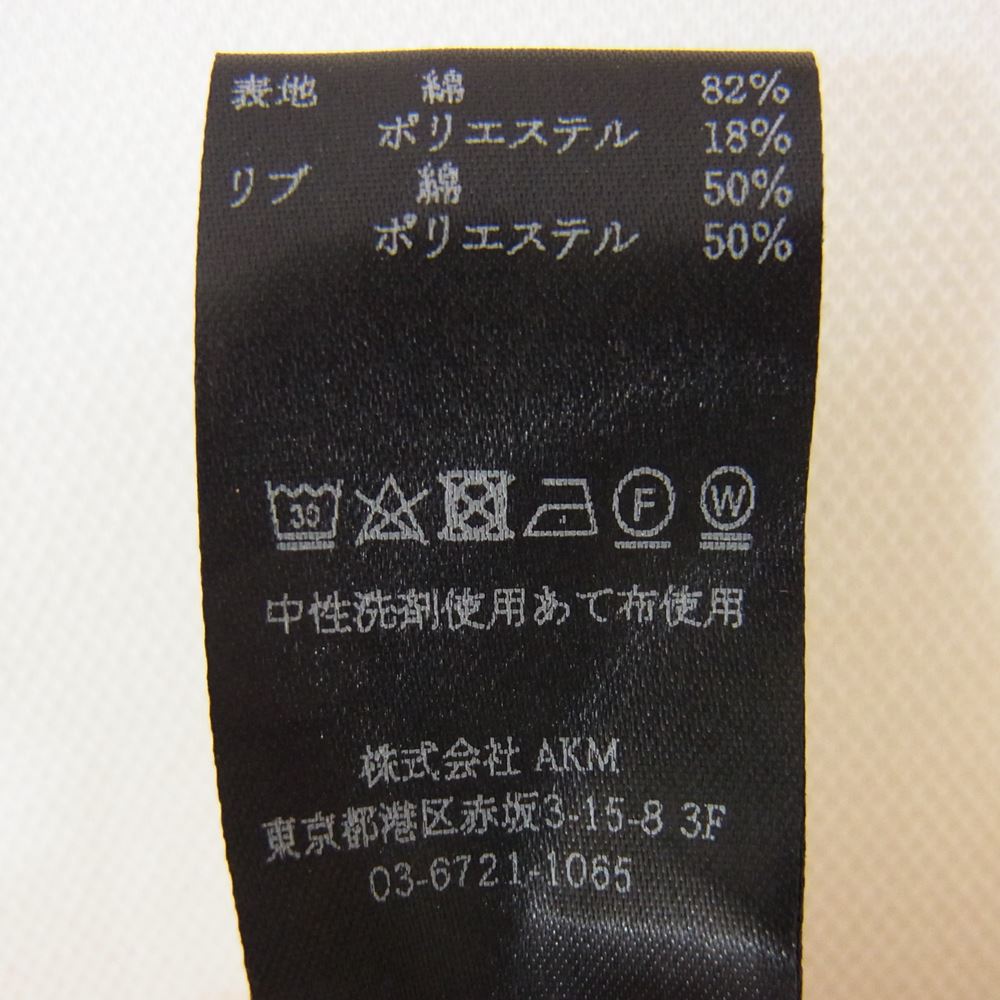 表地 綿 82%
ポリエステル 18%
リブ 綿 50%
ポリエステル 50%
30 F W
中性洗剤使用あて布使用
株式会社 AKM
東京都港区赤坂3-15-8 3F
03-6721-1065